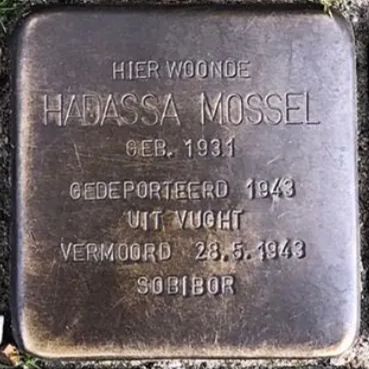 HIER WOONDE
HADASSA MOSSEL
GEB. 1931
GEDEPORTEERD 1943
UIT VUGHT
VERMOORD 28.5.1943
SOBIBOR